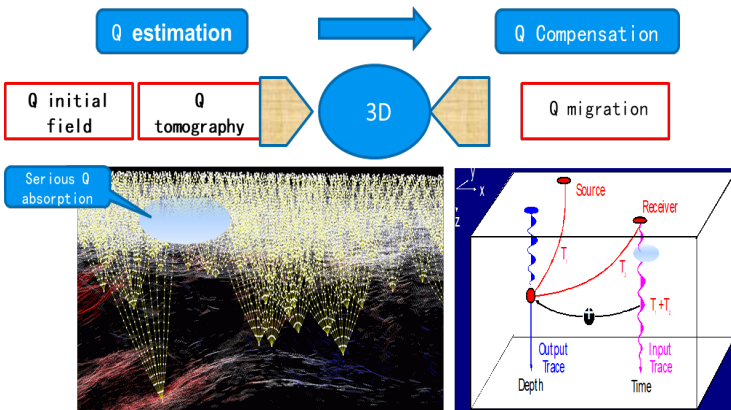 Q estimation
Q Compensation
Q initial
field
Q
tomography
3D
Q migration
Serious Q
absorption
Y
X
Z
Source
Receiver
T1
T2
T1+T2
Output
Trace
Input
Trace
Depth
Time